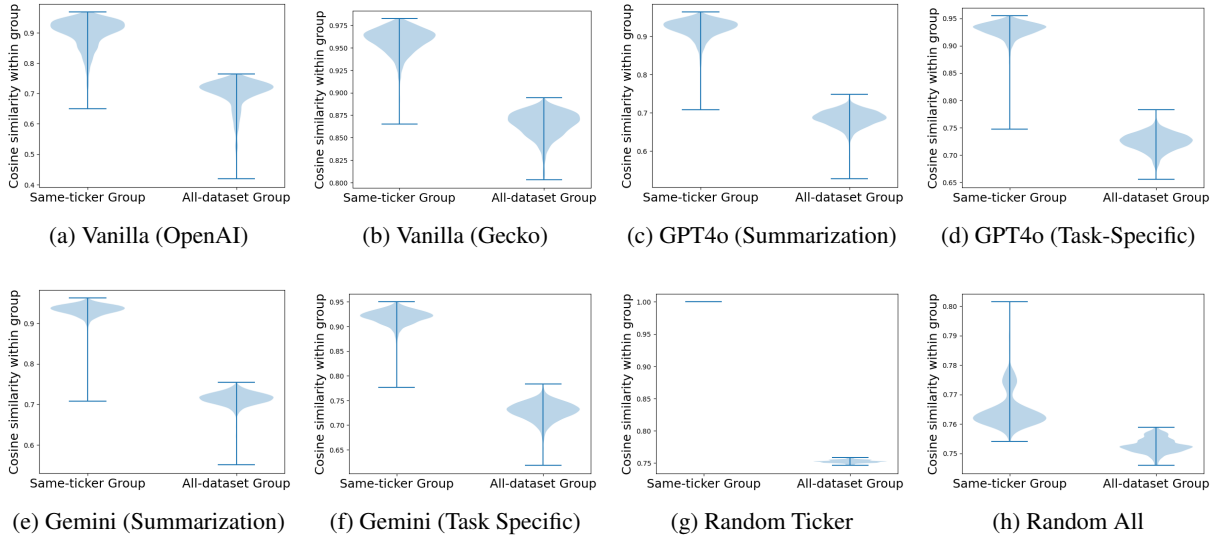 Cosine similarity within group
0.9
0.8
0.7
0.6
0.5
0.4
Same-ticker Group All-dataset Group
(a) Vanilla (OpenAI)
Cosine similarity within group
0.975
0.950
0.925
0.900
0.875
0.850
0.825
0.800
Same-ticker Group All-dataset Group
(b) Vanilla (Gecko)
Cosine similarity within group
0.9
0.8
0.7
0.6
Same-ticker Group All-dataset Group
(c) GPT4o (Summarization)
Cosine similarity within group
0.95
0.90
0.85
0.80
0.75
0.70
0.65
Same-ticker Group All-dataset Group
(d) GPT4o (Task-Specific)
Cosine similarity within group
0.9
0.8
0.7
0.6
Same-ticker Group All-dataset Group
(e) Gemini (Summarization)
Cosine similarity within group
0.95
0.90
0.85
0.80
0.75
0.70
0.65
Same-ticker Group All-dataset Group
(f) Gemini (Task Specific)
Cosine similarity within group
1.00
0.95
0.90
0.85
0.80
0.75
Same-ticker Group All-dataset Group
(g) Random Ticker
Cosine similarity within group
0.80
0.79
0.78
0.77
0.76
0.75
Same-ticker Group All-dataset Group
(h) Random All